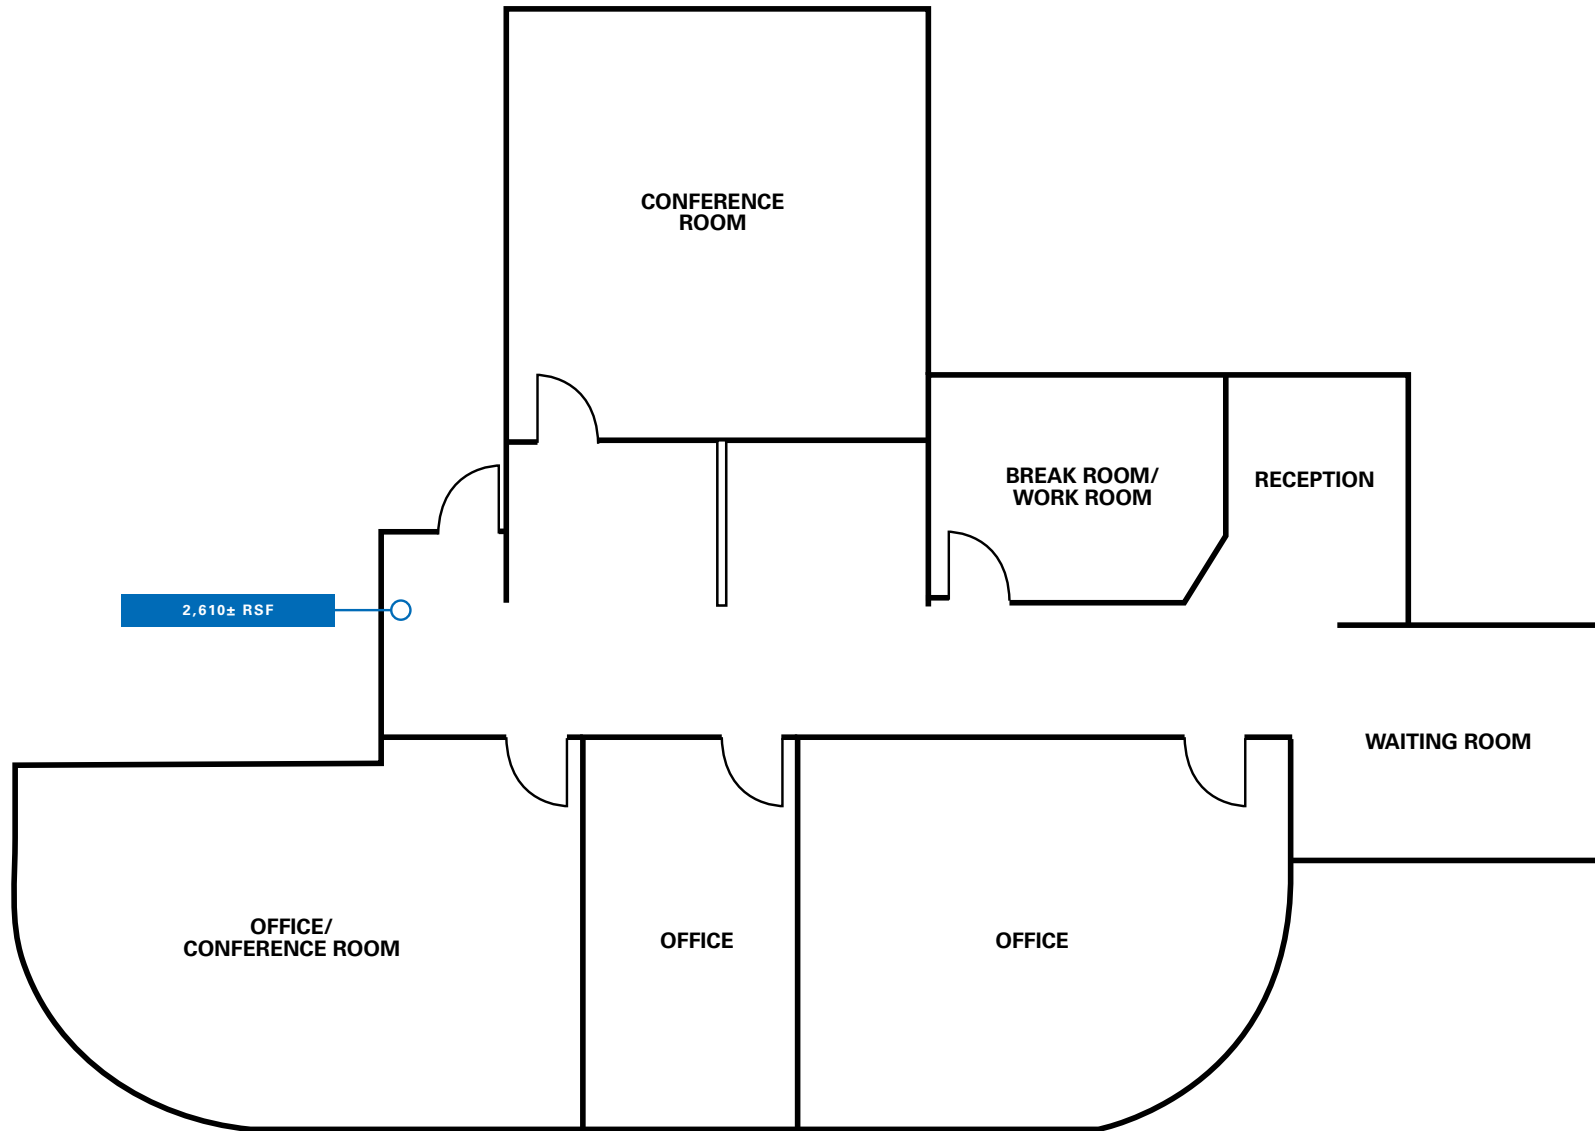 CONFERENCE
ROOM
BREAK ROOM/
WORK ROOM
RECEPTION
2,610± RSF
WAITING ROOM
OFFICE/
CONFERENCE ROOM
OFFICE
OFFICE